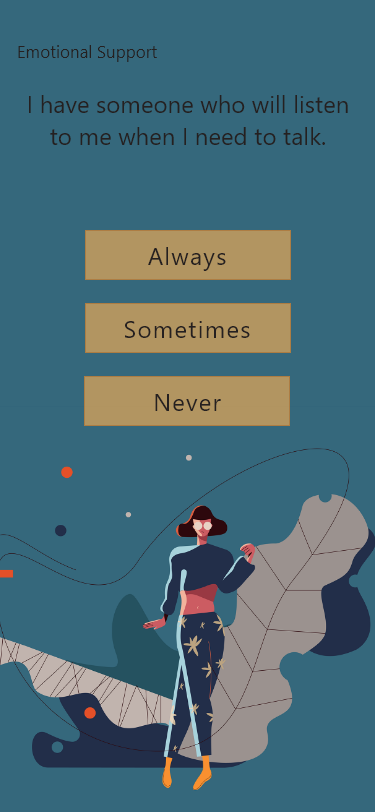 Emotional Support
I have someone who will listen
to me when I need to talk.
Always
Sometimes
Never